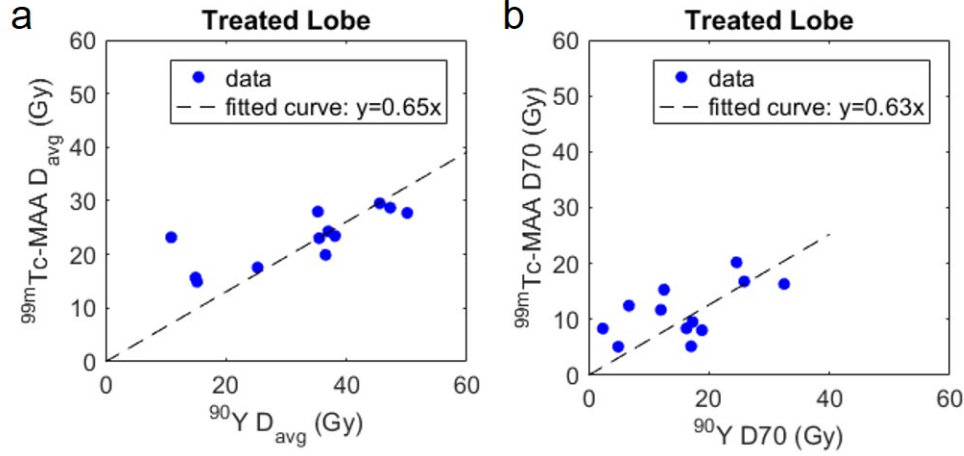 a
Treated Lobe
60
50
40
30
20
10
0
0 20 40 60
99mTc-MAA Davg (Gy)
90Y Davg (Gy)
data
fitted curve: y=0.65x
b
Treated Lobe
60
50
40
30
20
10
0
0 20 40 60
99mTc-MAA D70 (Gy)
90Y D70 (Gy)
data
fitted curve: y=0.63x